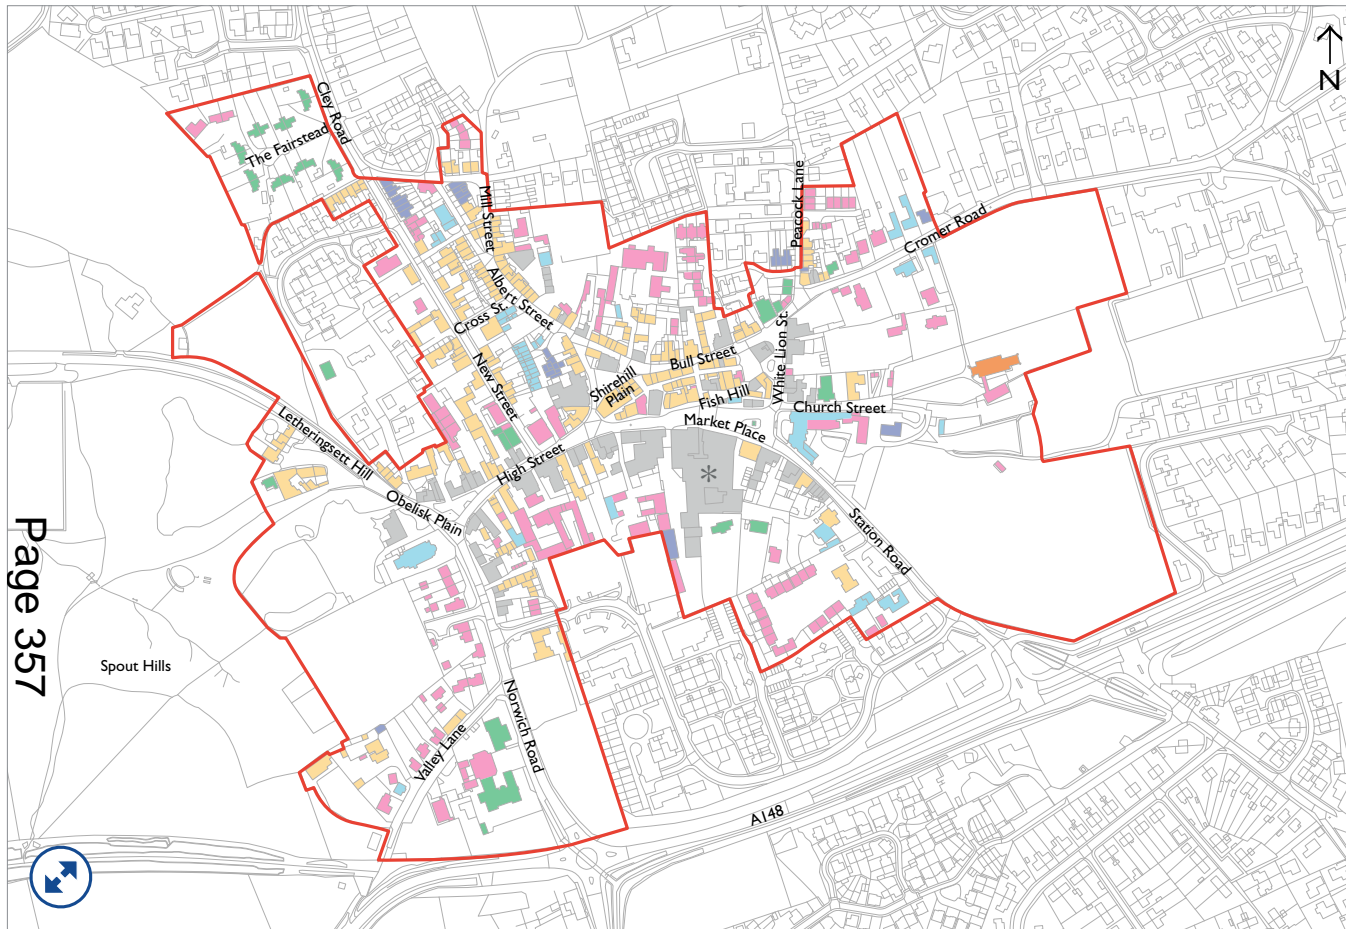 N
Cley Road
The Fairstead
Mill Street
Peacock Lane
Cromer Road
Albert Street
Cross St.
New Street
Shirehill
Plain
Bull Street
White Lion St.
Fish Hill
Church Street
Market Place
*
Letheringsett Hill
High Street
Obelisk Plain
Station Road
Page 357
Spout Hills
Norwich Road
Valley Lane
A148